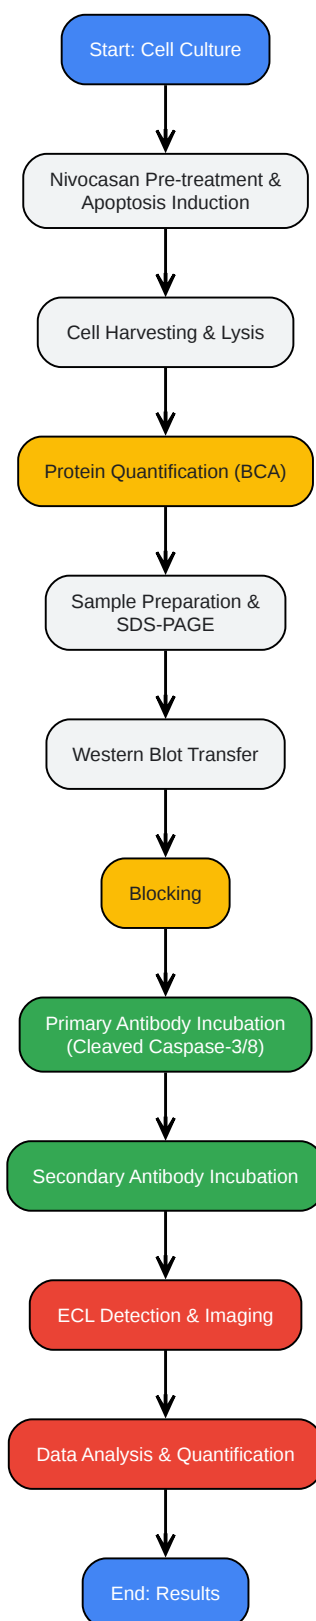 Start: Cell Culture
Nivocasan Pre-treatment &
Apoptosis Induction
Cell Harvesting & Lysis
Protein Quantification (BCA)
Sample Preparation &
SDS-PAGE
Western Blot Transfer
Blocking
Primary Antibody Incubation
(Cleaved Caspase-3/8)
Secondary Antibody Incubation
ECL Detection & Imaging
Data Analysis & Quantification
End: Results